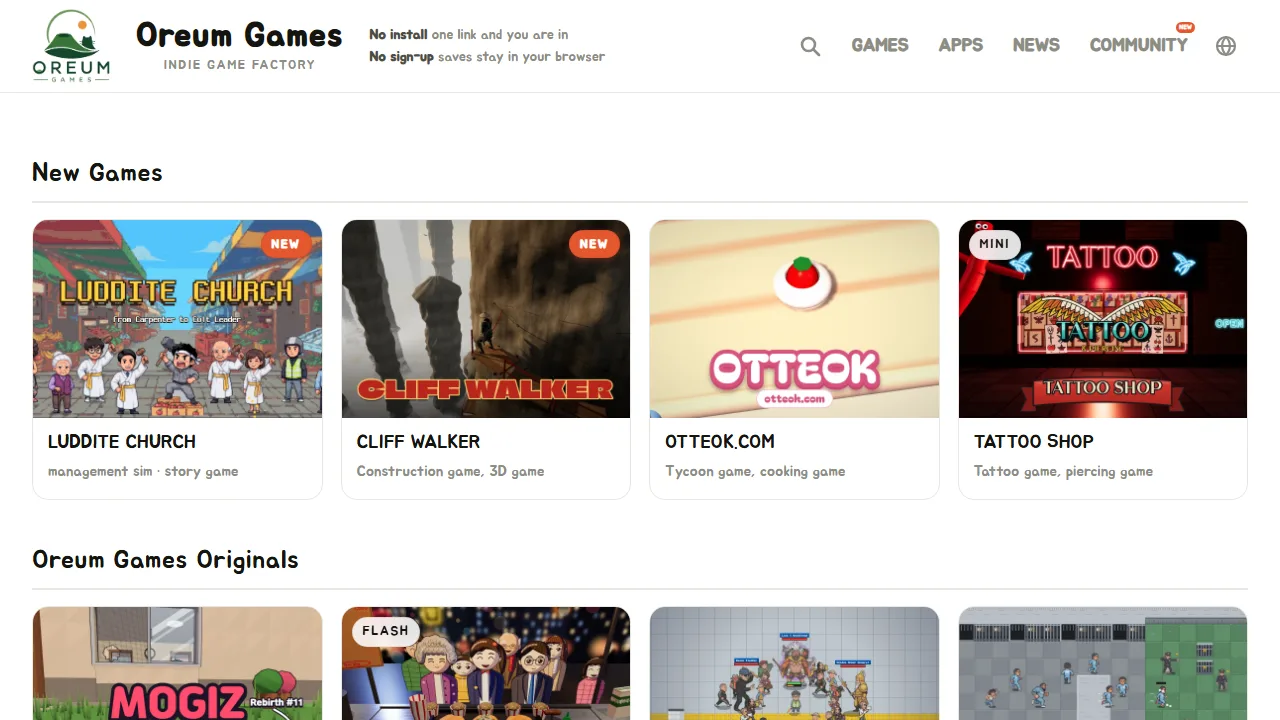 OREUM
GAMES
Oreum Games
INDIE GAME FACTORY
No install one link and you are in
No sign-up saves stay in your browser
GAMES
APPS
NEWS
COMMUNITY
NEW
New Games
LUDDITE CHURCH
From Carpenter to Cult Leader
NEW
CLIFF WALKER
NEW
OTTEOK
otteok.com
MINI
TATTOO
TATTOO
OPEN
TATTOO SHOP
LUDDITE CHURCH
management sim · story game
CLIFF WALKER
Construction game, 3D game
OTTEOK.COM
Tycoon game, cooking game
TATTOO SHOP
Tattoo game, piercing game
Oreum Games Originals
MOGIZ
Rebirth #11
FLASH